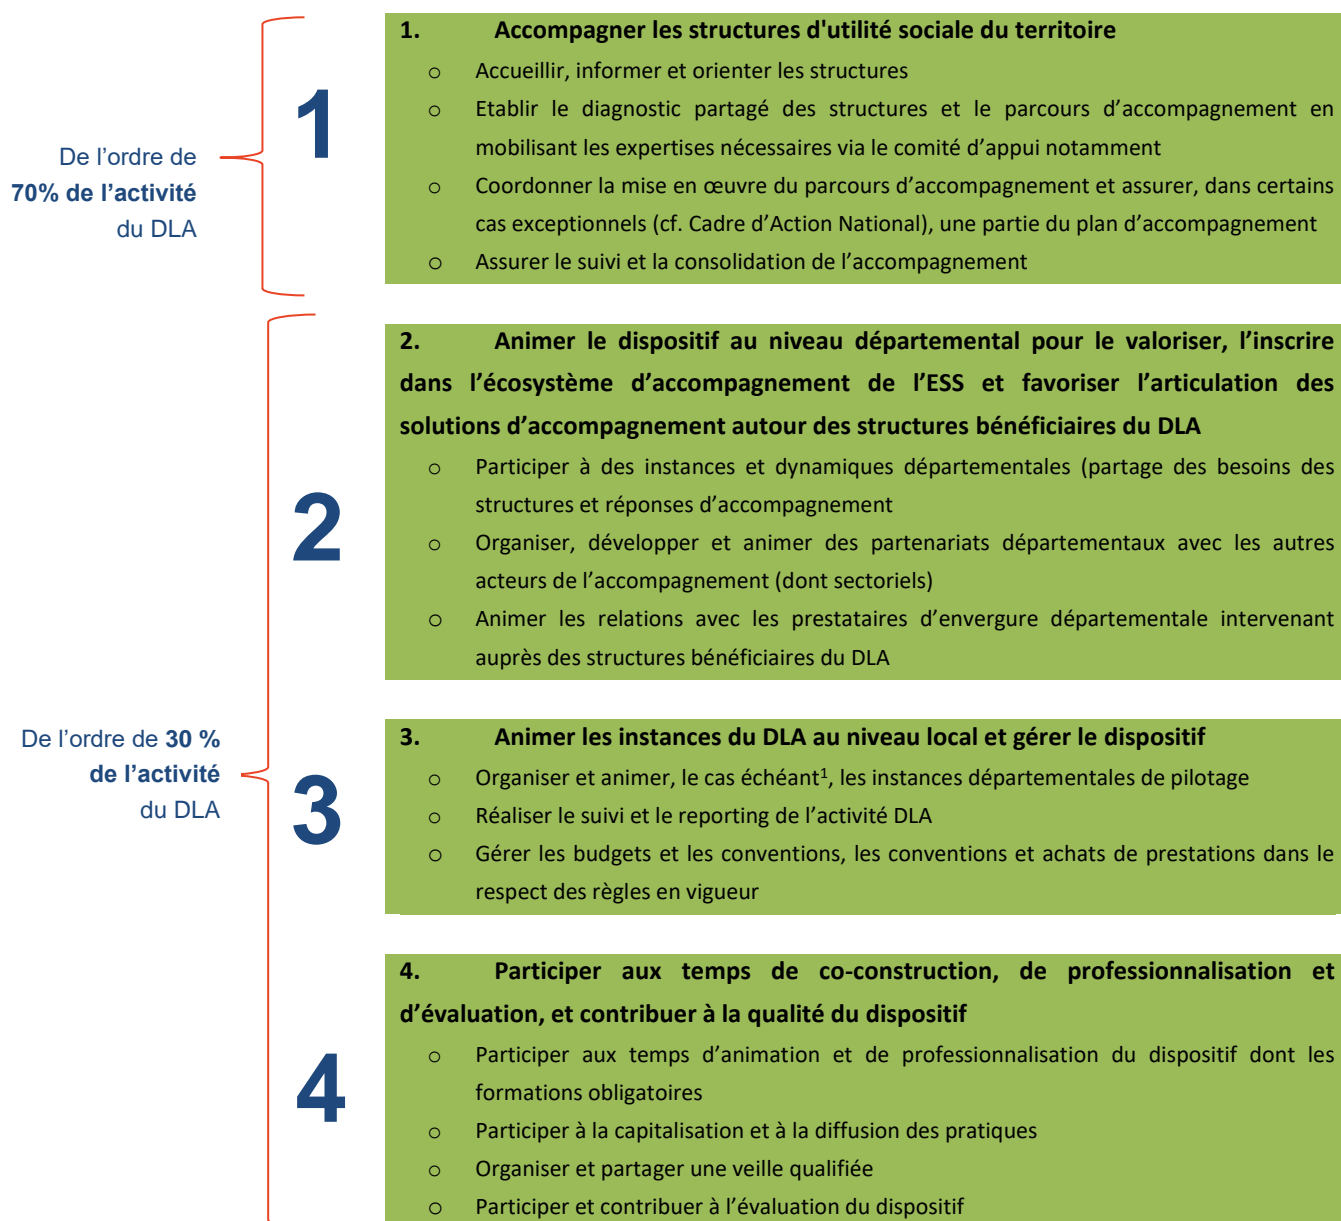 1. Accompagner les structures d'utilité sociale du territoire
o Accueillir, informer et orienter les structures
o Etablir le diagnostic partagé des structures et le parcours d’accompagnement en
mobilisant les expertises nécessaires via le comité d’appui notamment
o Coordonner la mise en œuvre du parcours d’accompagnement et assurer, dans certains
cas exceptionnels (cf. Cadre d’Action National), une partie du plan d’accompagnement
o Assurer le suivi et la consolidation de l’accompagnement
1
De l’ordre de
70% de l’activité
du DLA
2. Animer le dispositif au niveau départemental pour le valoriser, l’inscrire
dans l’écosystème d’accompagnement de l’ESS et favoriser l’articulation des
solutions d’accompagnement autour des structures bénéficiaires du DLA
o Participer à des instances et dynamiques départementales (partage des besoins des
structures et réponses d’accompagnement
o Organiser, développer et animer des partenariats départementaux avec les autres
acteurs de l’accompagnement (dont sectoriels)
o Animer les relations avec les prestataires d’envergure départementale intervenant
auprès des structures bénéficiaires du DLA
2
De l’ordre de 30 %
de l’activité
du DLA
3. Animer les instances du DLA au niveau local et gérer le dispositif
o Organiser et animer, le cas échéant¹, les instances départementales de pilotage
o Réaliser le suivi et le reporting de l’activité DLA
o Gérer les budgets et les conventions, les conventions et achats de prestations dans le
respect des règles en vigueur
3
4. Participer aux temps de co-construction, de professionnalisation et
d’évaluation, et contribuer à la qualité du dispositif
o Participer aux temps d’animation et de professionnalisation du dispositif dont les
formations obligatoires
o Participer à la capitalisation et à la diffusion des pratiques
o Organiser et partager une veille qualifiée
o Participer et contribuer à l’évaluation du dispositif
4